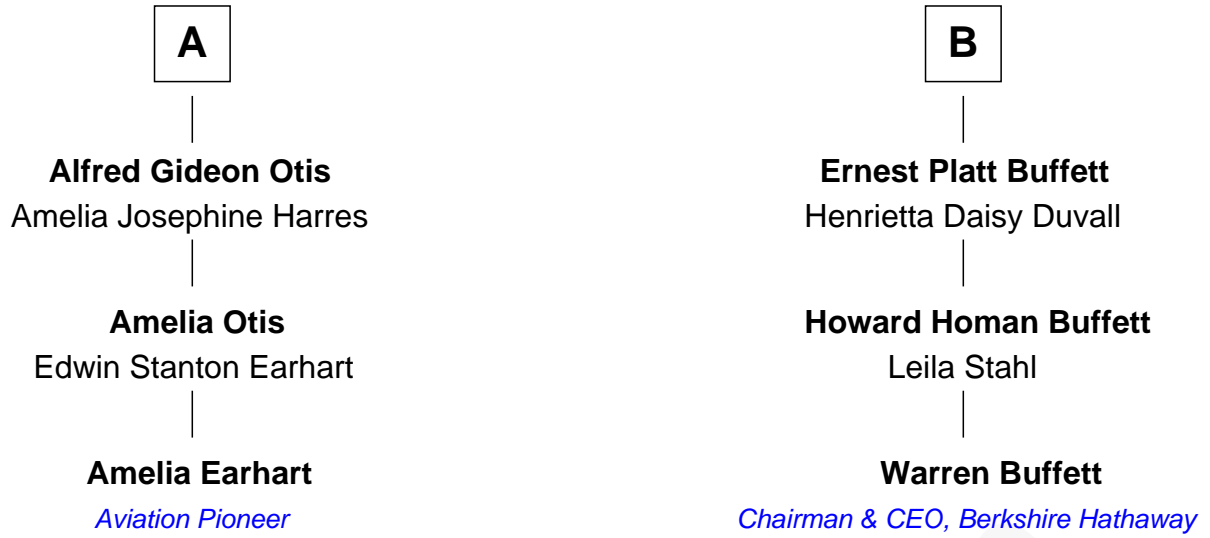 A
Alfred Gideon Otis
Amelia Josephine Harres
Amelia Otis
Edwin Stanton Earhart
Amelia Earhart
Aviation Pioneer
B
Ernest Platt Buffett
Henrietta Daisy Duvall
Howard Homan Buffett
Leila Stahl
Warren Buffett
Chairman & CEO, Berkshire Hathaway